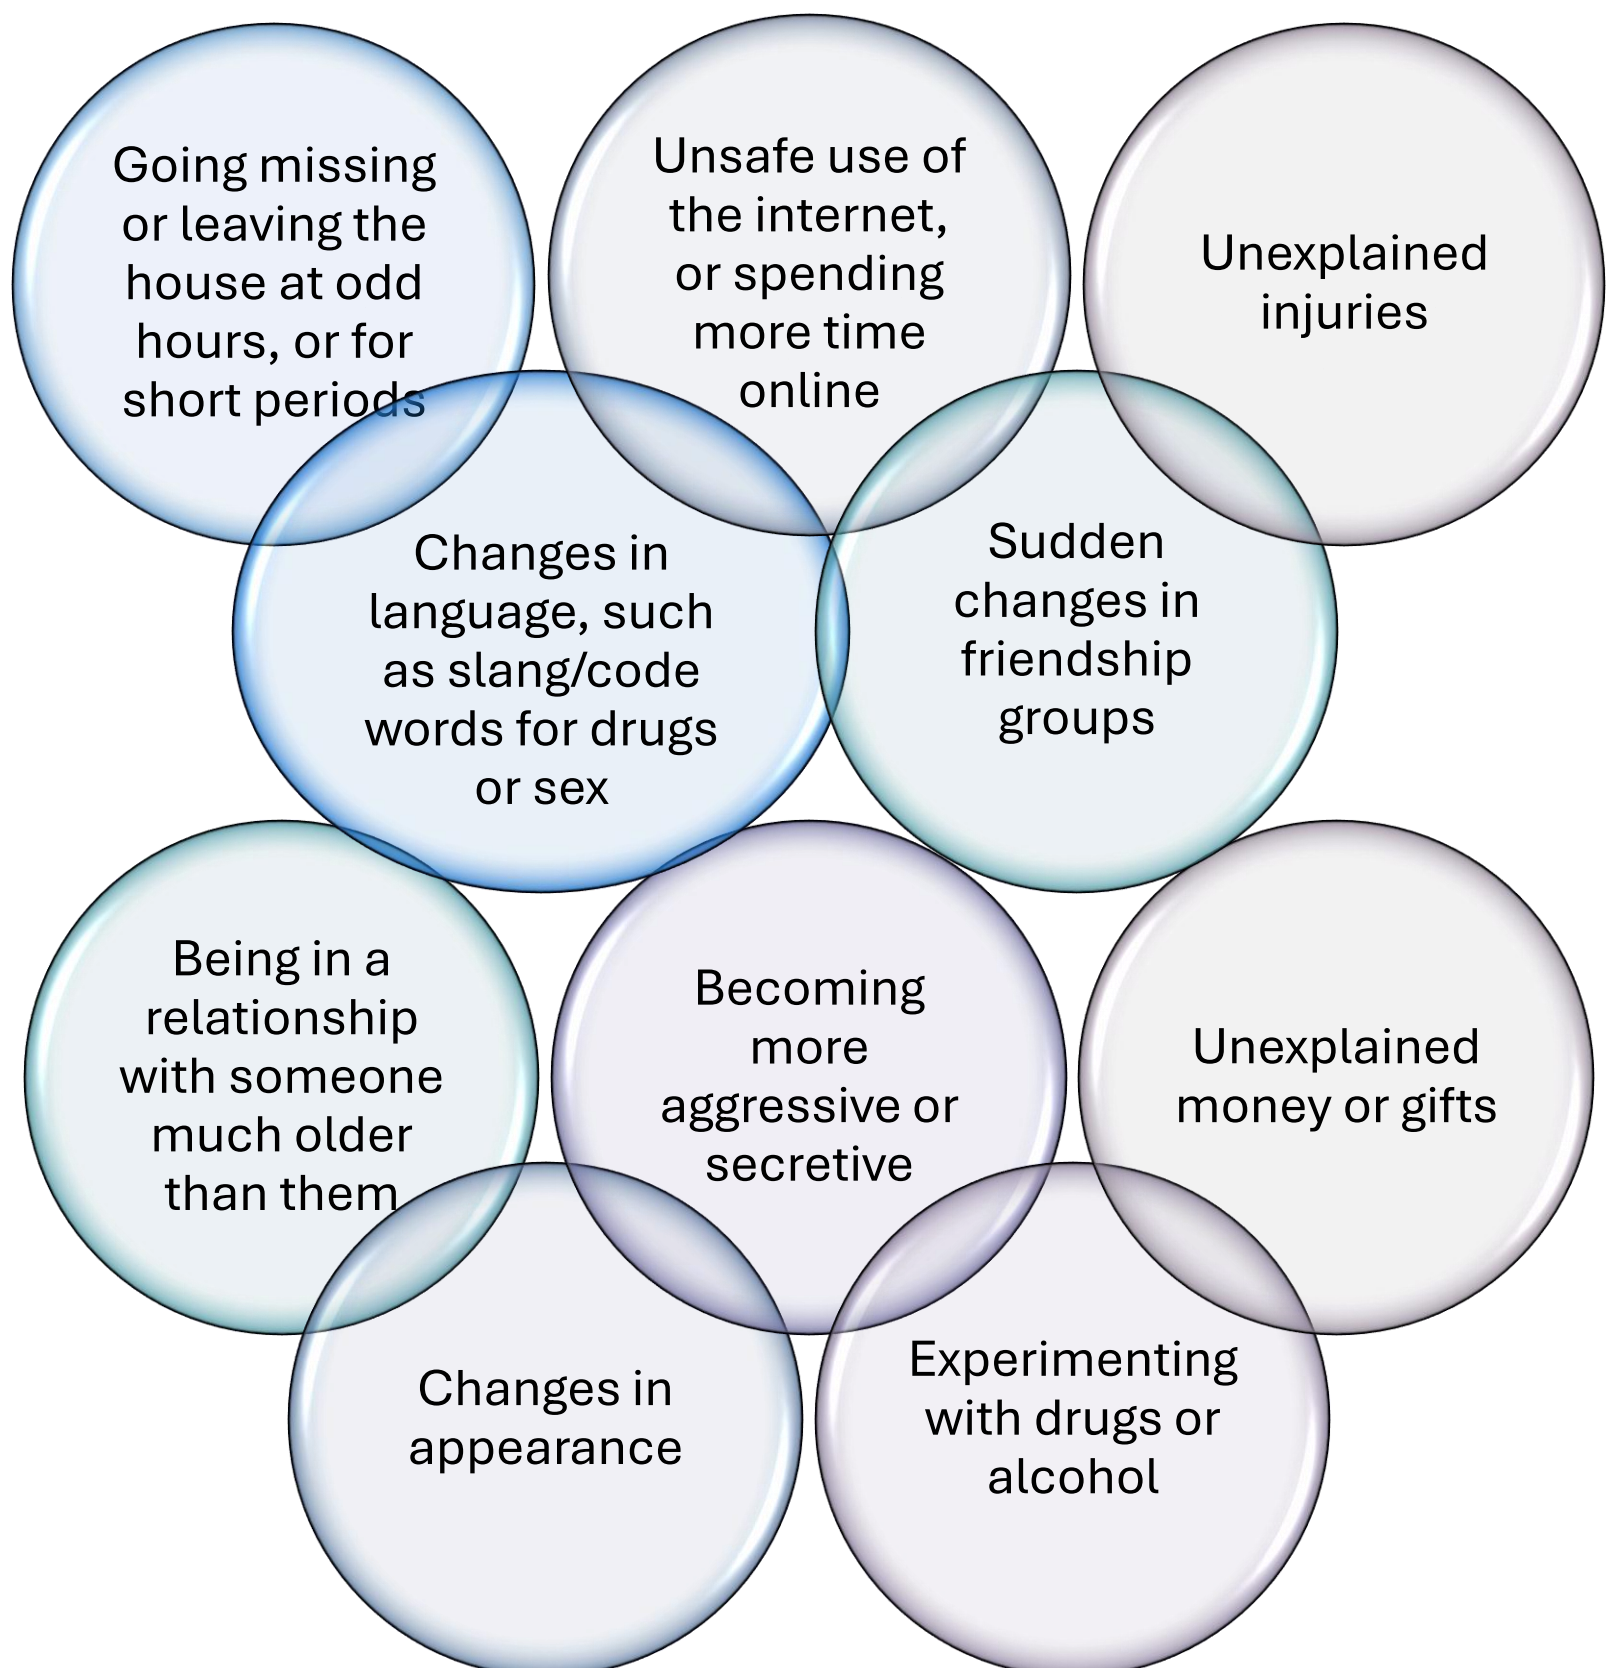 Going missing
or leaving the
house at odd
hours, or for
short periods
Unsafe use of
the internet,
or spending
more time
online
Unexplained
injuries
Changes in
language, such
as slang/code
words for drugs
or sex
Sudden
changes in
friendship
groups
Being in a
relationship
with someone
much older
than them
Becoming
more
aggressive or
secretive
Unexplained
money or gifts
Changes in
appearance
Experimenting
with drugs or
alcohol